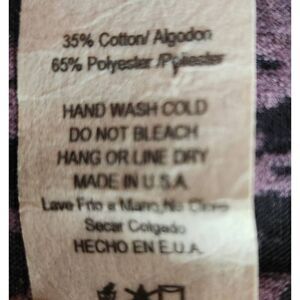 35% Cotton/ Algodon
65% Polyester /Poliester
HAND WASH COLD
DO NOT BLEACH
HANG OR LINE DRY
MADE IN U.S.A
Lave Frio a Mano, No Cloro
Secar Colgado
HECHO EN E.U.A.